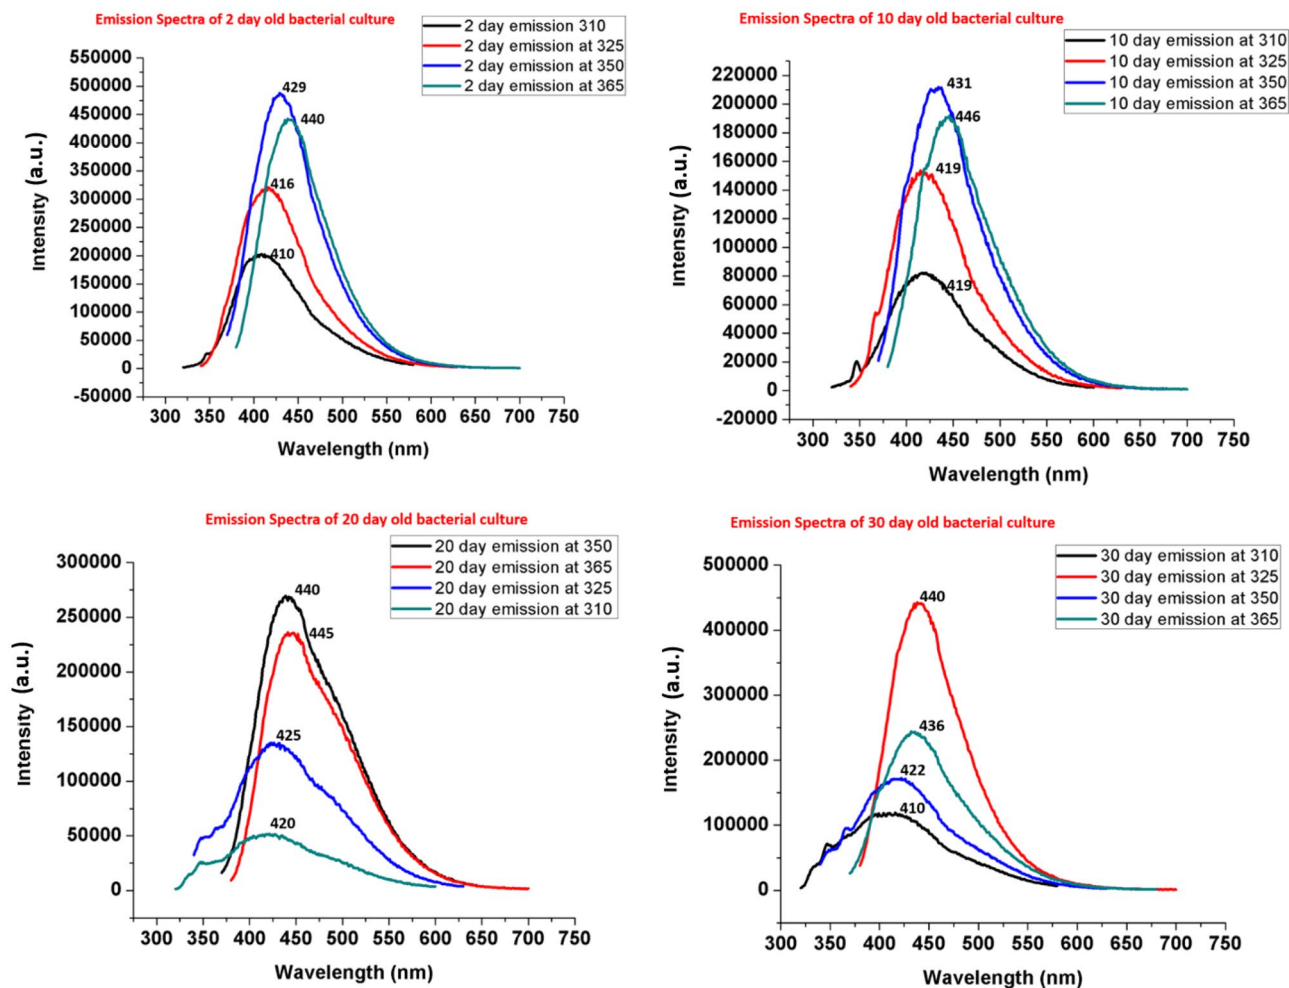 Emission Spectra of 2 day old bacterial culture
2 day emission 310
2 day emission at 325
2 day emission at 350
2 day emission at 365
550000
500000
450000
400000
350000
300000
250000
200000
150000
100000
50000
0
-50000
429
440
416
410
Intensity (a.u.)
300 350 400 450 500 550 600 650 700 750
Wavelength (nm)
Emission Spectra of 10 day old bacterial culture
10 day emission at 310
10 day emission at 325
10 day emission at 350
10 day emission at 365
220000
200000
180000
160000
140000
120000
100000
80000
60000
40000
20000
0
-20000
431
446
419
419
Intensity (a.u.)
300 350 400 450 500 550 600 650 700 750
Wavelength (nm)
Emission Spectra of 20 day old bacterial culture
20 day emission at 350
20 day emission at 365
20 day emission at 325
20 day emission at 310
300000
250000
200000
150000
100000
50000
0
440
445
425
420
Intensity (a.u.)
300 350 400 450 500 550 600 650 700 750
Wavelength (nm)
Emission Spectra of 30 day old bacterial culture
30 day emission at 310
30 day emission at 325
30 day emission at 350
30 day emission at 365
500000
400000
300000
200000
100000
0
440
436
422
410
Intensity (a.u.)
300 350 400 450 500 550 600 650 700 750
Wavelength (nm)